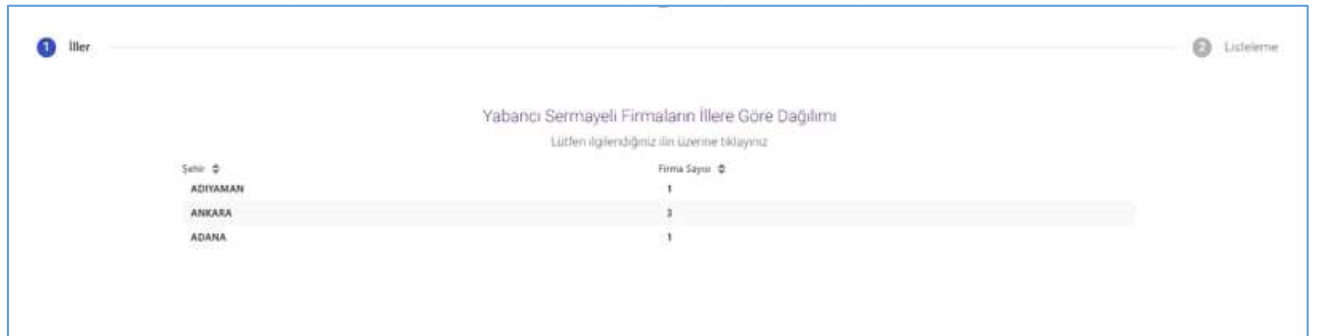 1 İller
2 Listeleme
Yabancı Sermayeli Firmaların İllere Göre Dağılımı
Lütfen ilgilendiğiniz ilin üzerine tıklayınız
Şehir Firma Sayısı
ADIYAMAN 1
ANKARA 3
ADANA 1